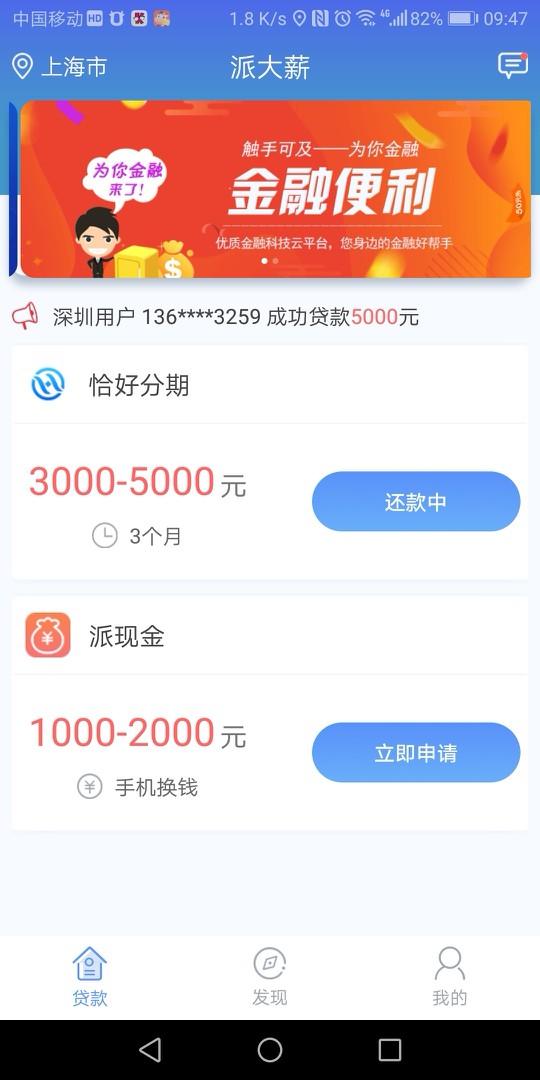 中国移动 HD 1.8 K/s 4G 82% 09:47
上海市
派大薪
为你金融
来了!
触手可及——为你金融
金融便利
优质金融科技云平台，您身边的金融好帮手
$
深圳用户 136****3259 成功贷款5000元
恰好分期
3000-5000 元
还款中
3个月
派现金
1000-2000 元
立即申请
手机换钱
贷款
发现
我的